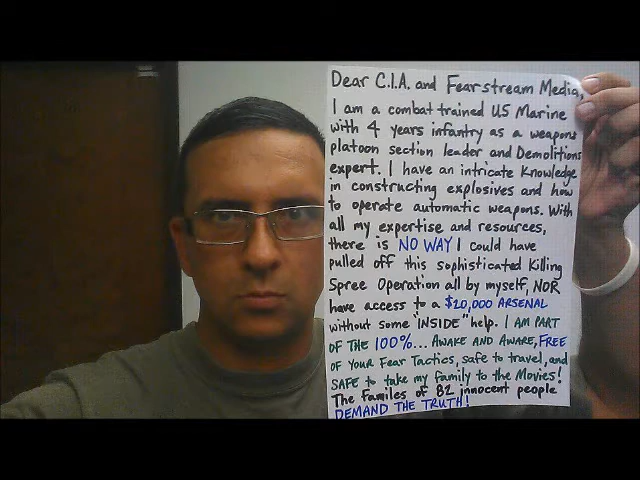 Dear C.I.A. and Fearstream Media,
I am a combat trained US Marine
with 4 years infantry as a weapons
platoon section leader and Demolitions
expert. I have an intricate Knowledge
in constructing explosives and how
to operate automatic weapons. With
all my expertise and resources,
there is NO WAY I could have
pulled off this sophisticated Killing
Spree Operation all by myself, NOR
have access to a $20,000 ARSENAL
without some "INSIDE" help. I AM PART
OF THE 100%... AWAKE AND AWARE, FREE
OF YOUR FEAR TACTICS, SAFE to travel, and
SAFE to take my family to the Movies!
The Familes of 82 innocent people
DEMAND THE TRUTH!